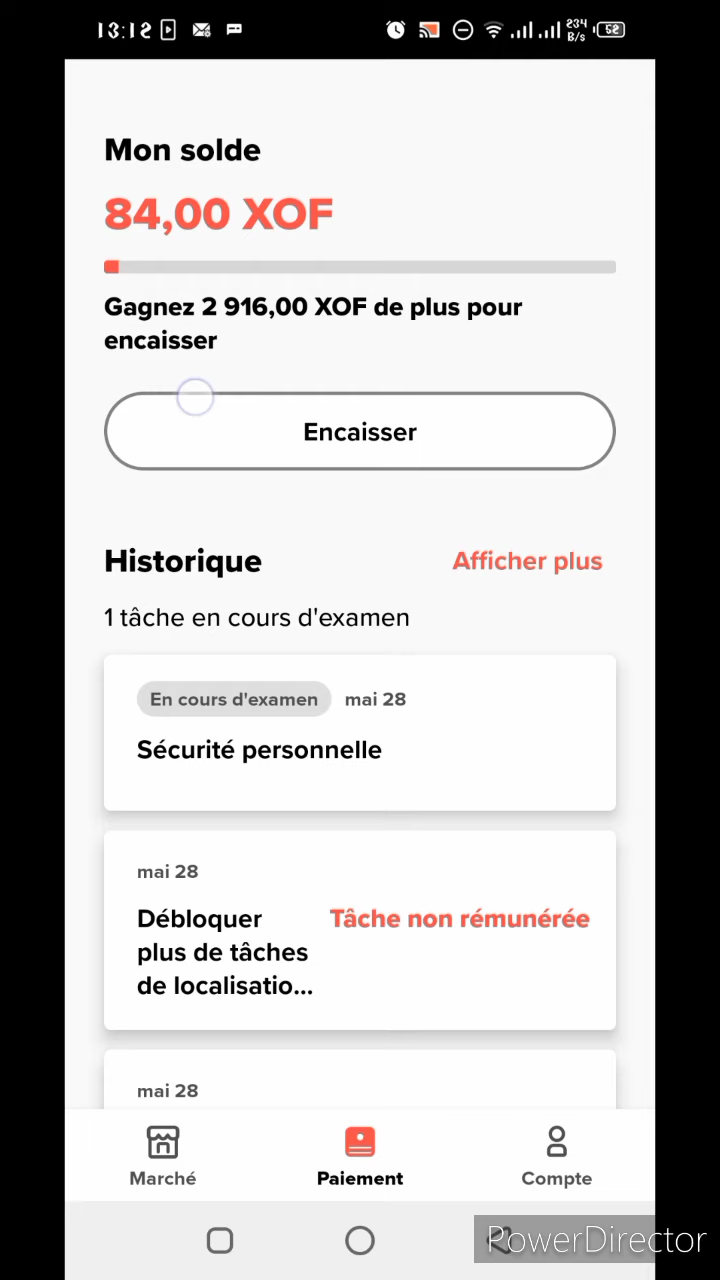 13:12
234
B/s
52
Mon solde
84,00 XOF
Gagnez 2 916,00 XOF de plus pour
encaisser
Encaisser
Historique
Afficher plus
1 tâche en cours d'examen
En cours d'examen
mai 28
Sécurité personnelle
mai 28
Débloquer
plus de tâches
de localisatio...
Tâche non rémunérée
mai 28
Marché
Paiement
Compte
PowerDirector